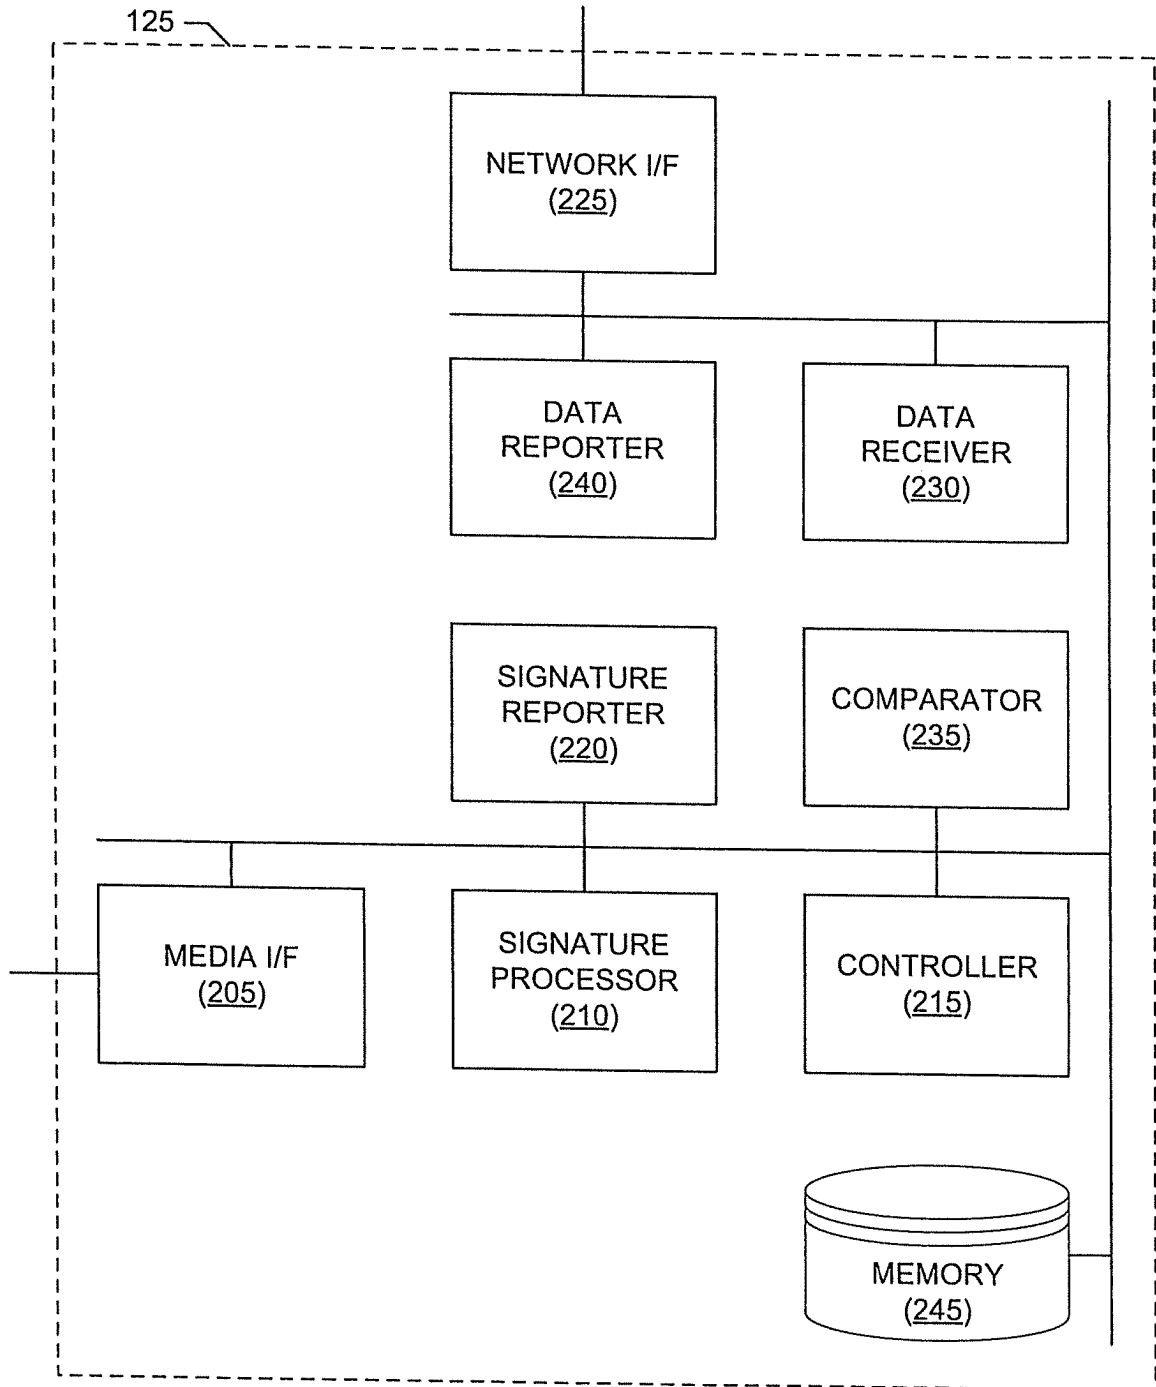 125
NETWORK I/F
(225)
DATA
REPORTER
(240)
DATA
RECEIVER
(230)
SIGNATURE
REPORTER
(220)
COMPARATOR
(235)
MEDIA I/F
(205)
SIGNATURE
PROCESSOR
(210)
CONTROLLER
(215)
MEMORY
(245)